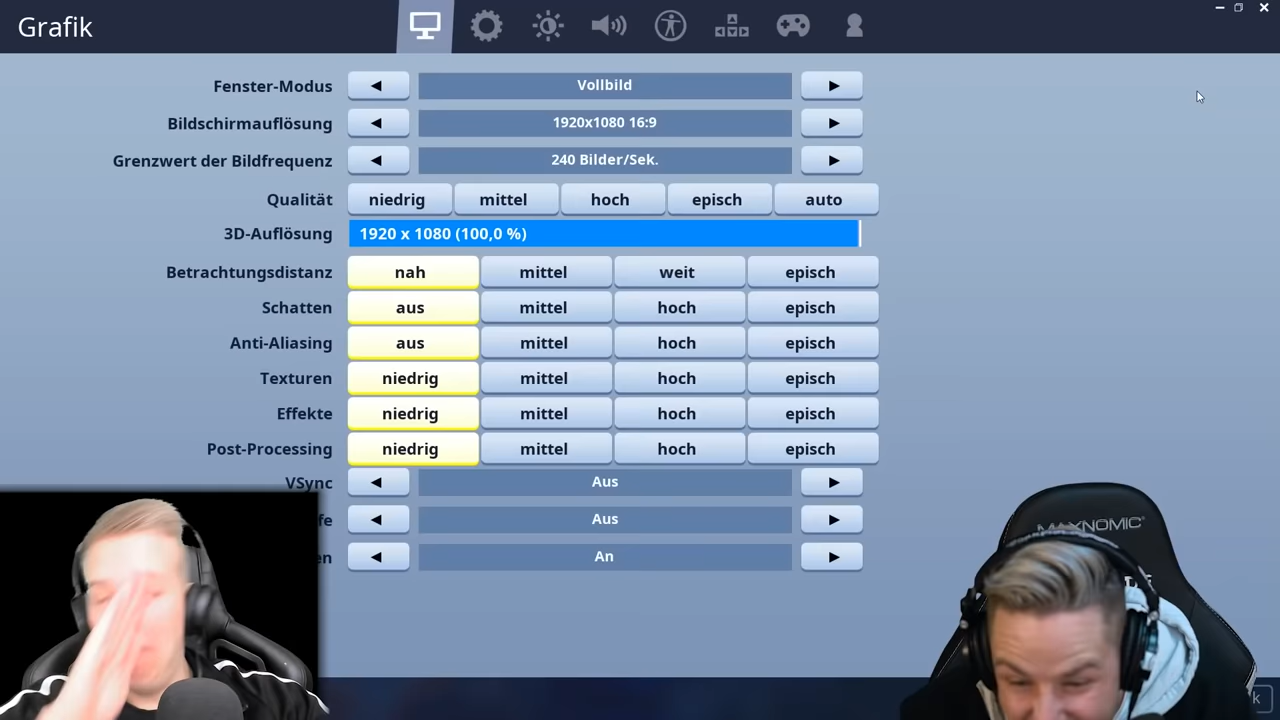 Grafik
Fenster-Modus Vollbild
Bildschirmauflösung 1920x1080 16:9
Grenzwert der Bildfrequenz 240 Bilder/Sek.
Qualität niedrig mittel hoch episch auto
3D-Auflösung 1920 x 1080 (100,0 %)
Betrachtungsdistanz nah mittel weit episch
Schatten aus mittel hoch episch
Anti-Aliasing aus mittel hoch episch
Texturen niedrig mittel hoch episch
Effekte niedrig mittel hoch episch
Post-Processing niedrig mittel hoch episch
VSync Aus
Aus
An
MAXNOMIC